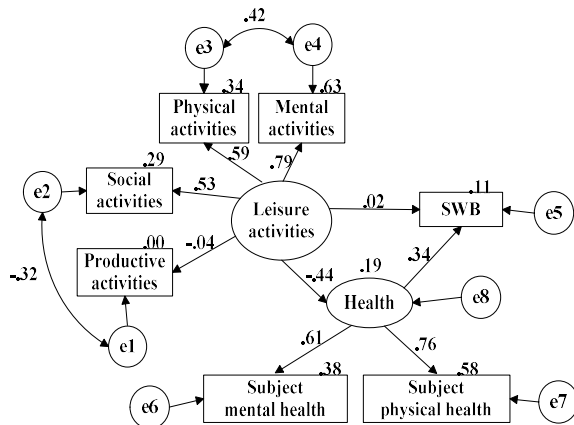 .42
e3
e4
.34
.63
Physical
activities
Mental
activities
.59
.79
.29
e2
Social
activities
.53
Leisure
activities
.02
.11
SWB
e5
.00
-.04
Productive
activities
-.32
-.44
.19
.34
Health
e8
e1
.61
.76
.38
.58
e6
Subject
mental health
Subject
physical health
e7